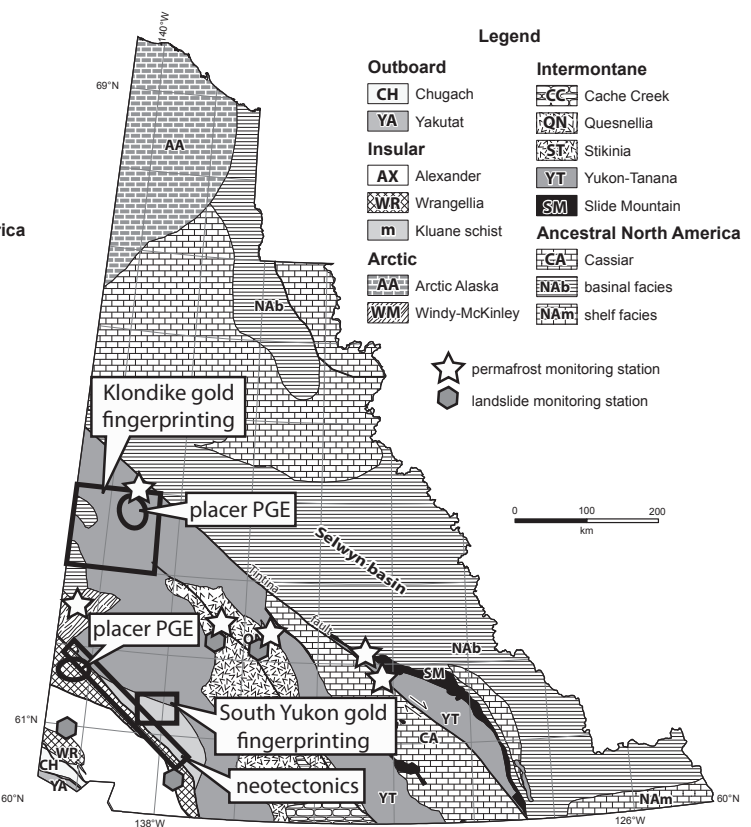 140°W
69°N
rica
Legend
Outboard
CH Chugach
YA Yakutat
Insular
AX Alexander
WR Wrangellia
m Kluane schist
Arctic
AA Arctic Alaska
WM Windy-McKinley
Intermontane
CC Cache Creek
QN Quesnellia
ST Stikinia
YT Yukon-Tanana
SM Slide Mountain
Ancestral North America
CA Cassiar
NAb basinal facies
NAm shelf facies
permafrost monitoring station
landslide monitoring station
0 100 200
km
AA
NAb
Klondike gold
fingerprinting
placer PGE
Selwyn basin
Tintina
fault
placer PGE
NAb
SM
YT
CA
South Yukon gold
fingerprinting
neotectonics
61°N
WR
CH
YA
60°N
YT
NAm
60°N
138°W
126°W